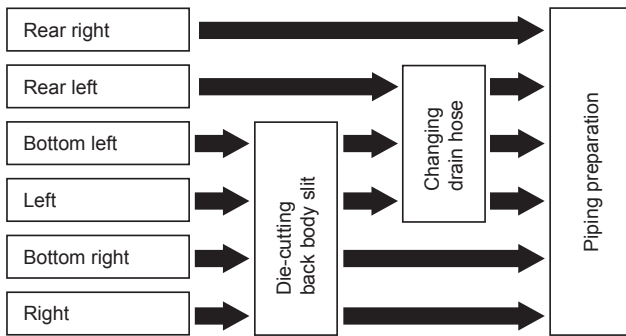 Rear right
Rear left
Bottom left
Left
Bottom right
Right
Die-cutting
back body slit
Changing
drain hose
Piping preparation